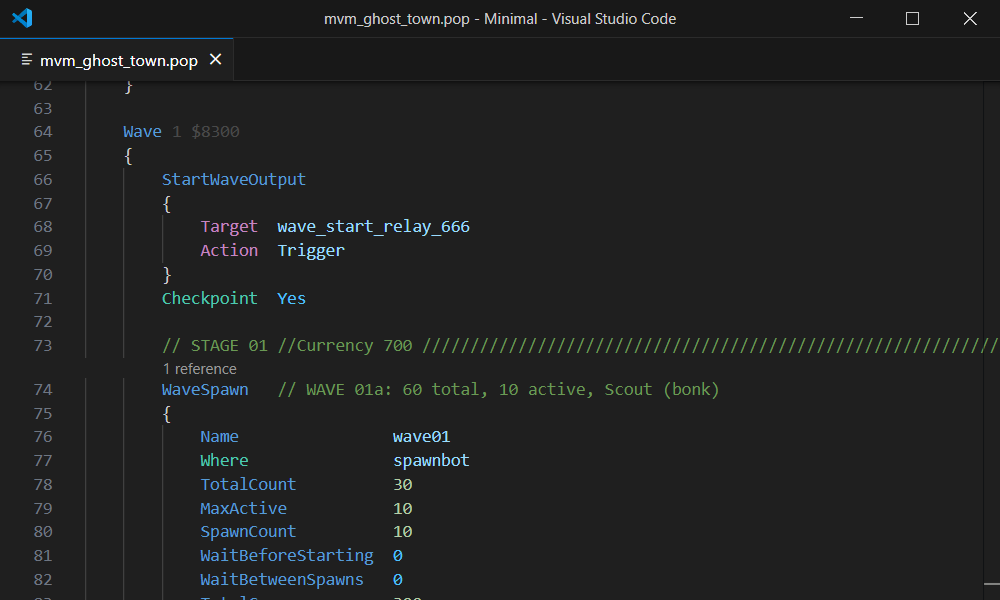 mvm_ghost_town.pop - Minimal - Visual Studio Code
mvm_ghost_town.pop
62 }
63
64 Wave 1 $8300
65 {
66 StartWaveOutput
67 {
68 Target wave_start_relay_666
69 Action Trigger
70 }
71 Checkpoint Yes
72
73 // STAGE 01 //Currency 700 ////////////////////////////////////////////////////////////
1 reference
74 WaveSpawn // WAVE 01a: 60 total, 10 active, Scout (bonk)
75 {
76 Name wave01
77 Where spawnbot
78 TotalCount 30
79 MaxActive 10
80 SpawnCount 10
81 WaitBeforeStarting 0
82 WaitBetweenSpawns 0